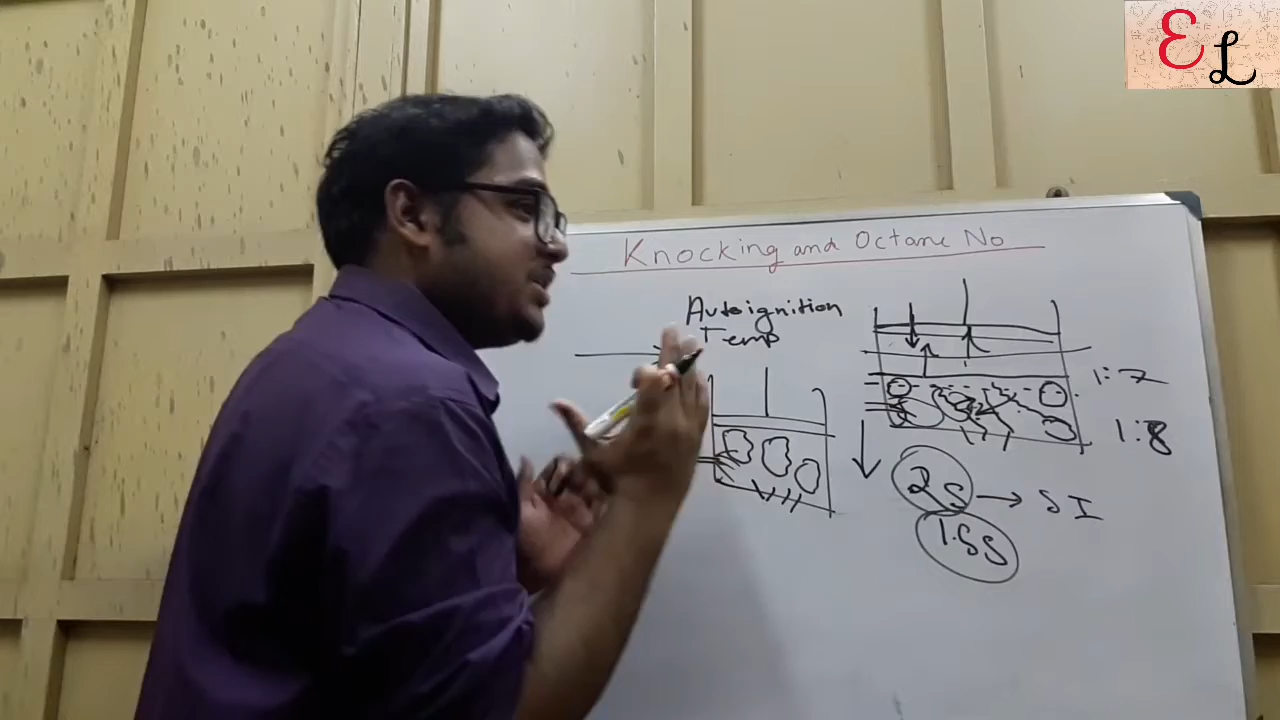 EL
Knocking and Octane No
Autoignition
Temp
1:7
1:8
2s → SI
1.5s